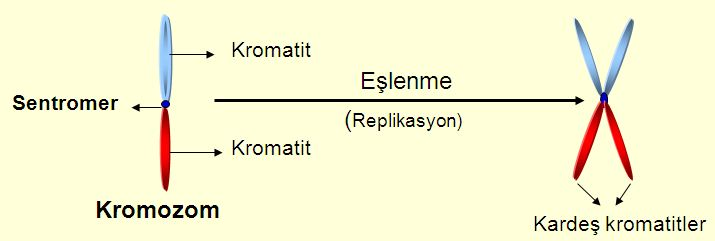 Kromatit
Sentromer
Kromatit
Kromozom
Eşlenme
(Replikasyon)
Kardeş kromatitler